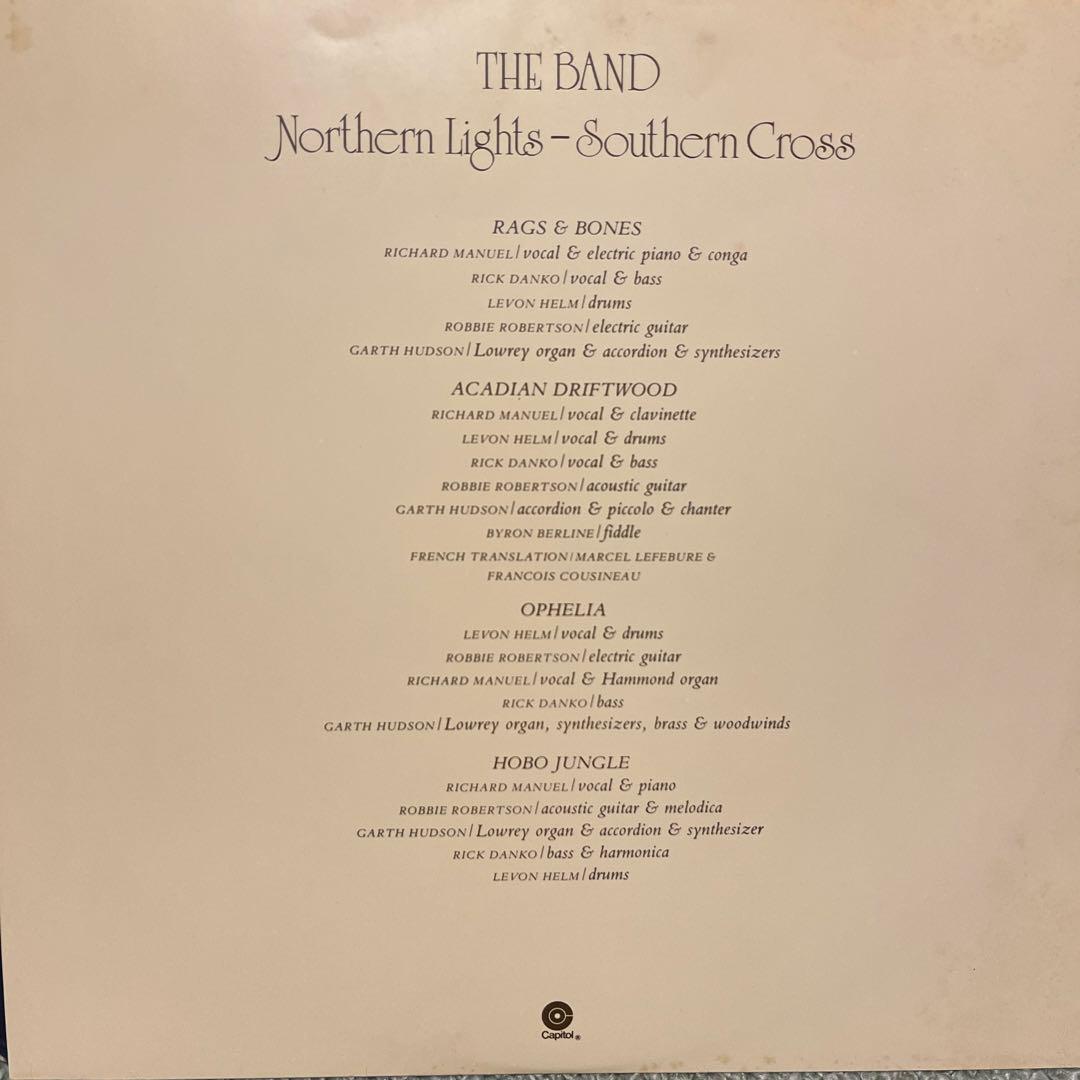 THE BAND
Northern Lights – Southern Cross
RAGS & BONES
RICHARD MANUEL / vocal & electric piano & conga
RICK DANKO / vocal & bass
LEVON HELM / drums
ROBBIE ROBERTSON / electric guitar
GARTH HUDSON / Lowrey organ & accordion & synthesizers
ACADIAN DRIFTWOOD
RICHARD MANUEL / vocal & clavinette
LEVON HELM / vocal & drums
RICK DANKO / vocal & bass
ROBBIE ROBERTSON / acoustic guitar
GARTH HUDSON / accordion & piccolo & chanter
BYRON BERLINE / fiddle
FRENCH TRANSLATION / MARCEL LEFEBURE &
FRANCOIS COUSINEAU
OPHELIA
LEVON HELM / vocal & drums
ROBBIE ROBERTSON / electric guitar
RICHARD MANUEL / vocal & Hammond organ
RICK DANKO / bass
GARTH HUDSON / Lowrey organ, synthesizers, brass & woodwinds
HOBO JUNGLE
RICHARD MANUEL / vocal & piano
ROBBIE ROBERTSON / acoustic guitar & melodica
GARTH HUDSON / Lowrey organ & accordion & synthesizer
RICK DANKO / bass & harmonica
LEVON HELM / drums
Capitol®